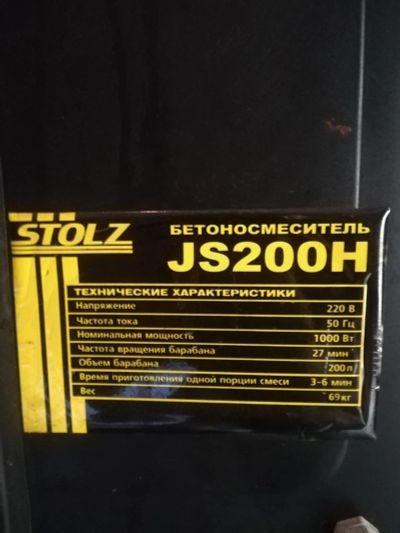 STOLZ
БЕТОНОСМЕСИТЕЛЬ
JS200H
ТЕХНИЧЕСКИЕ ХАРАКТЕРИСТИКИ
Напряжение 220 В
Частота тока 50 Гц
Номинальная мощность 1000 Вт
Частота вращения барабана 27 мин⁻
Объем барабана 200л
Время приготовления одной порции смеси 3-6 мин
Вес 69кг